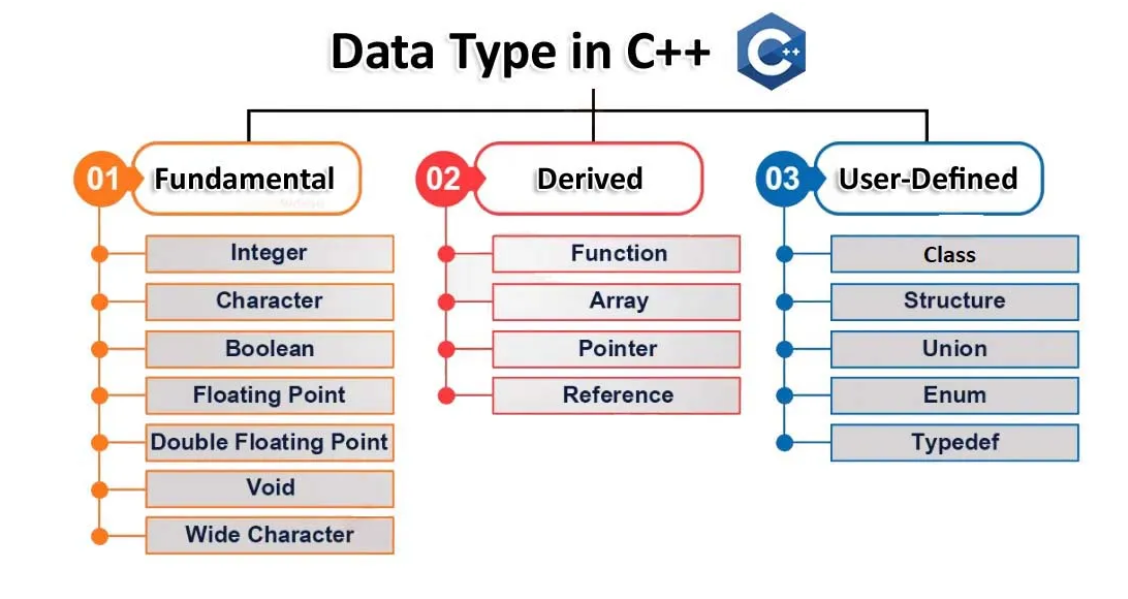 Data Type in C++
C++
01 Fundamental
Integer
Character
Boolean
Floating Point
Double Floating Point
Void
Wide Character
02 Derived
Function
Array
Pointer
Reference
03 User-Defined
Class
Structure
Union
Enum
Typedef